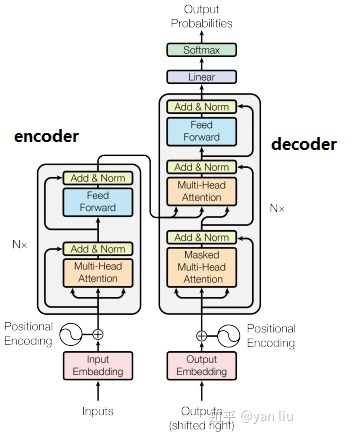 Output
Probabilities
Softmax
Linear
decoder
Add & Norm
Feed
Forward
Add & Norm
Multi-Head
Attention
Nx
Add & Norm
Masked
Multi-Head
Attention
encoder
Add & Norm
Feed
Forward
Nx
Add & Norm
Multi-Head
Attention
Positional
Encoding
Positional
Encoding
Input
Embedding
Output
Embedding
Inputs
Outputs
(shifted right)
知乎 @yan liu